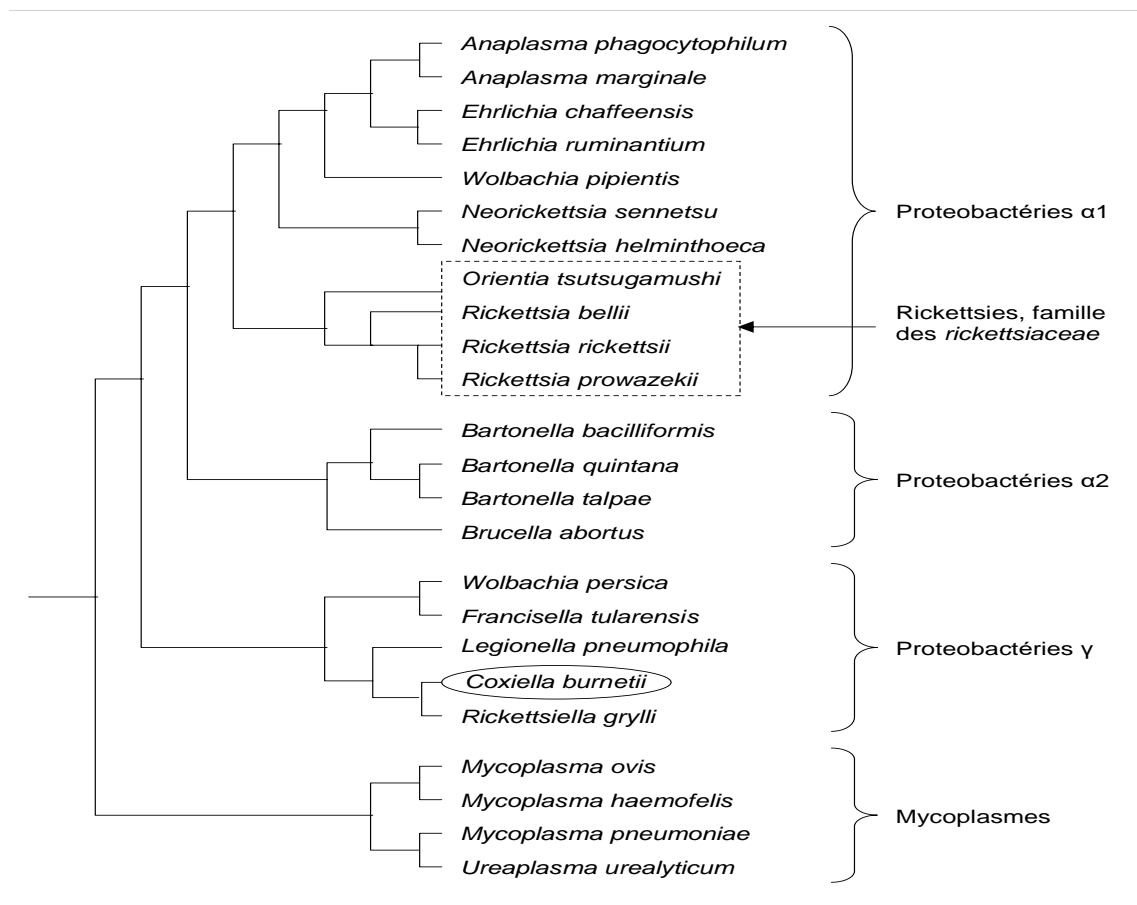 Anaplasma phagocytophilum
Anaplasma marginale
Ehrlichia chaffeensis
Ehrlichia ruminantium
Wolbachia pipientis
Neorickettsia sennetsu
Neorickettsia helminthoeca
Orientia tsutsugamushi
Rickettsia bellii
Rickettsia rickettsii
Rickettsia prowazekii
Proteobactéries α1
Rickettsies, famille
des rickettsiaceae
Bartonella bacilliformis
Bartonella quintana
Bartonella talpae
Brucella abortus
Proteobactéries α2
Wolbachia persica
Francisella tularensis
Legionella pneumophila
Coxiella burnetii
Rickettsiella grylli
Proteobactéries γ
Mycoplasma ovis
Mycoplasma haemofelis
Mycoplasma pneumoniae
Ureaplasma urealyticum
Mycoplasmes